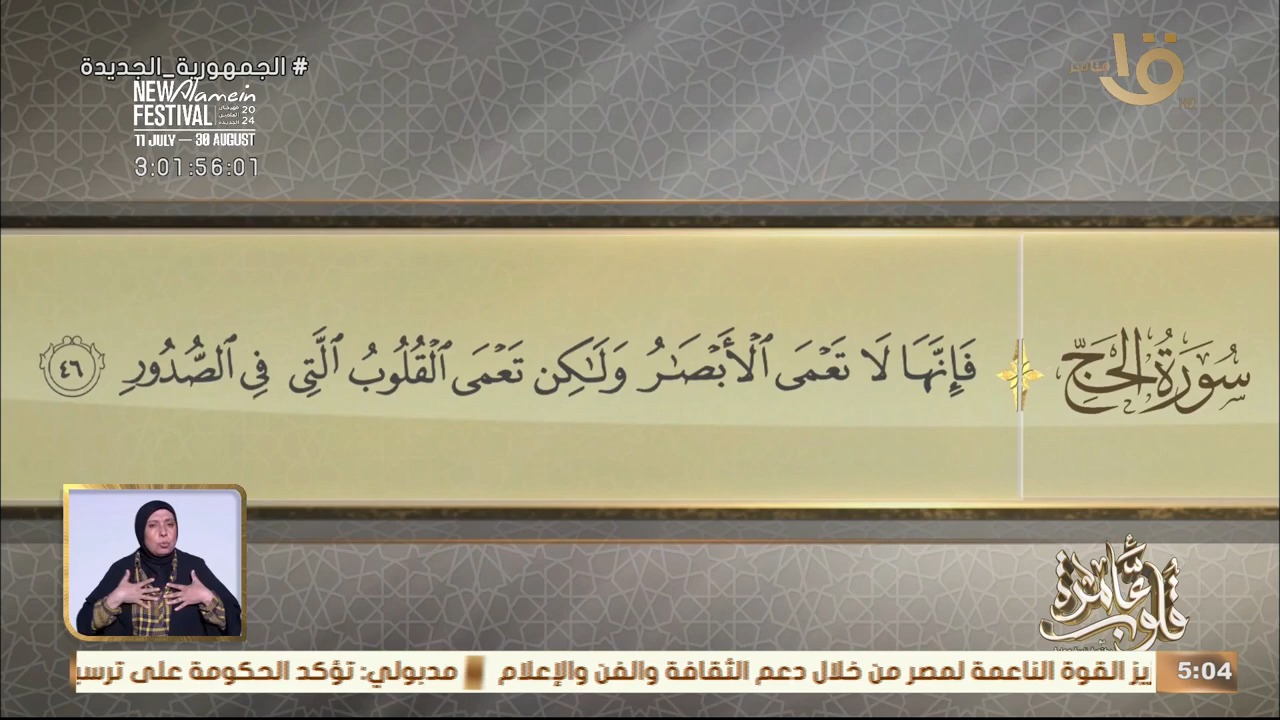 # الجمهورية_الجديدة
NEW Alamein
FESTIVAL
2024
11 JULY — 30 AUGUST
3:01:56:01
سُورَةُ الحَجِّ
فَإِنَّهَا لَا تَعْمَى ٱلْأَبْصَـٰرُ وَلَـٰكِن تَعْمَى ٱلْقُلُوبُ ٱلَّتِى فِى ٱلصُّدُورِ ٤٦
قلوب عامرة
5:04
يز القوة الناعمة لمصر من خلال دعم الثقافة والفن والإعلام
مدبولي: تؤكد الحكومة على ترسي